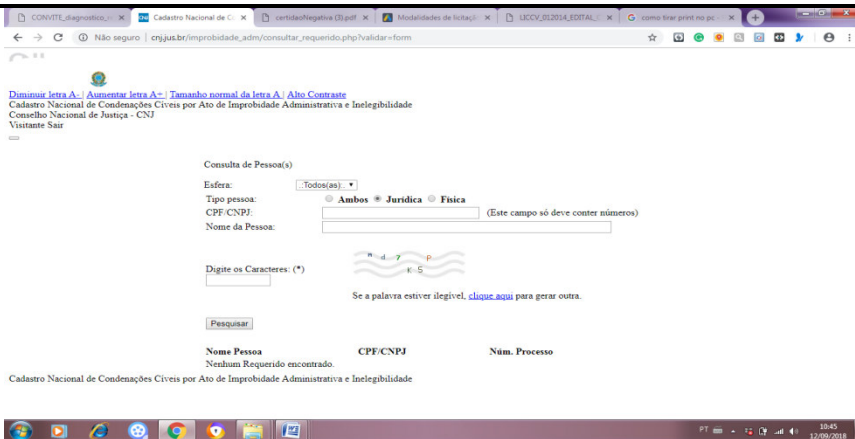 CONVITE_diagnostico_r
Cadastro Nacional de C
certidaoNegativa (3).pdf
Modalidades de licitaçã
LICCV_012014_EDITAL_
como tirar print no pc
Não seguro | cnj.jus.br/improbidade_adm/consultar_requerido.php?validar=form
Diminuir letra A- | Aumentar letra A+ | Tamanho normal da letra A | Alto Contraste
Cadastro Nacional de Condenações Cíveis por Ato de Improbidade Administrativa e Inelegibilidade
Conselho Nacional de Justiça - CNJ
Visitante Sair
Consulta de Pessoa(s)
Esfera: .:Todos(as):.
Tipo pessoa: Ambos Jurídica Física
CPF/CNPJ: (Este campo só deve conter números)
Nome da Pessoa:
n d 7 P
Digite os Caracteres: (*) K S
Se a palavra estiver ilegível, clique aqui para gerar outra.
Pesquisar
Nome Pessoa CPF/CNPJ Núm. Processo
Nenhum Requerido encontrado.
Cadastro Nacional de Condenações Cíveis por Ato de Improbidade Administrativa e Inelegibilidade
PT 10:45
12/09/2018